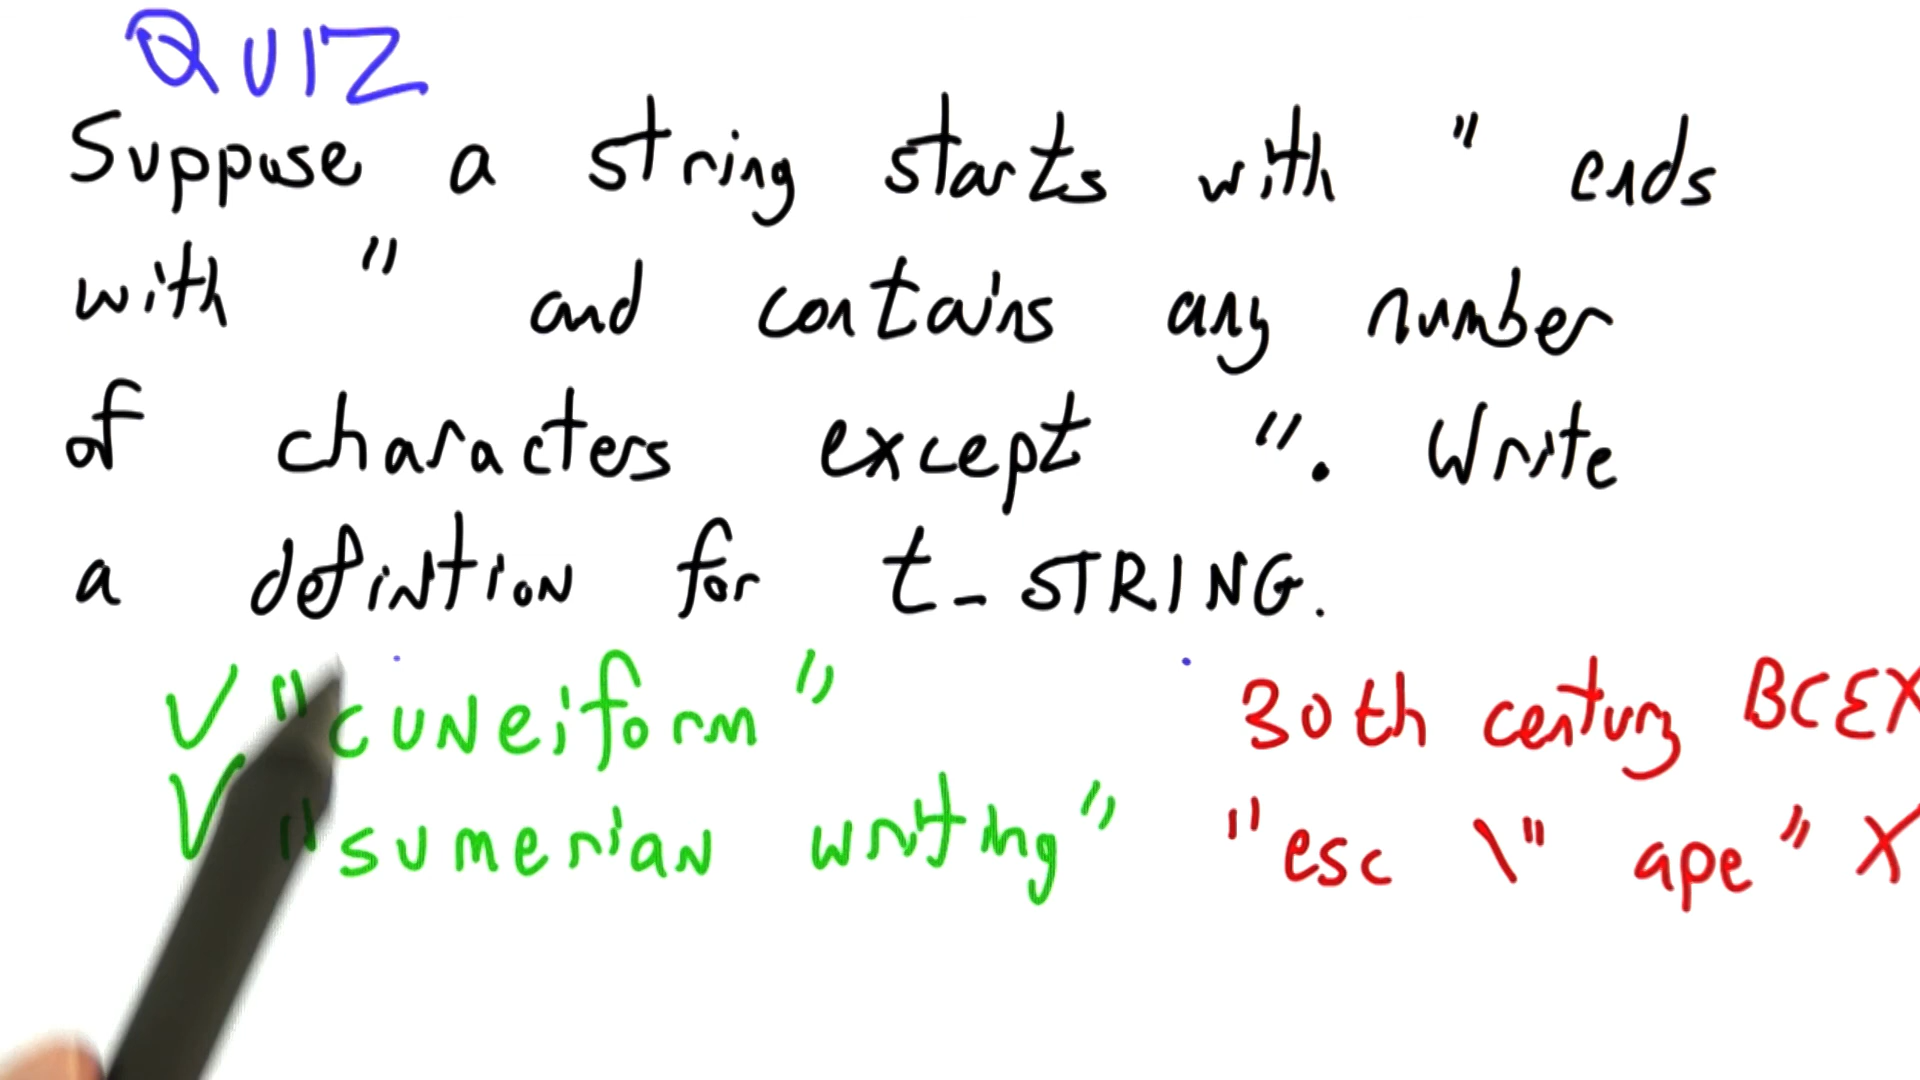 QUIZ
Suppose a string starts with " ends
with " and contains any number
of characters except ". Write
a defintion for t_STRING.
✓ "cuneiform" 30th century BCE X
✓ "sumerian writing" "esc \" ape" X